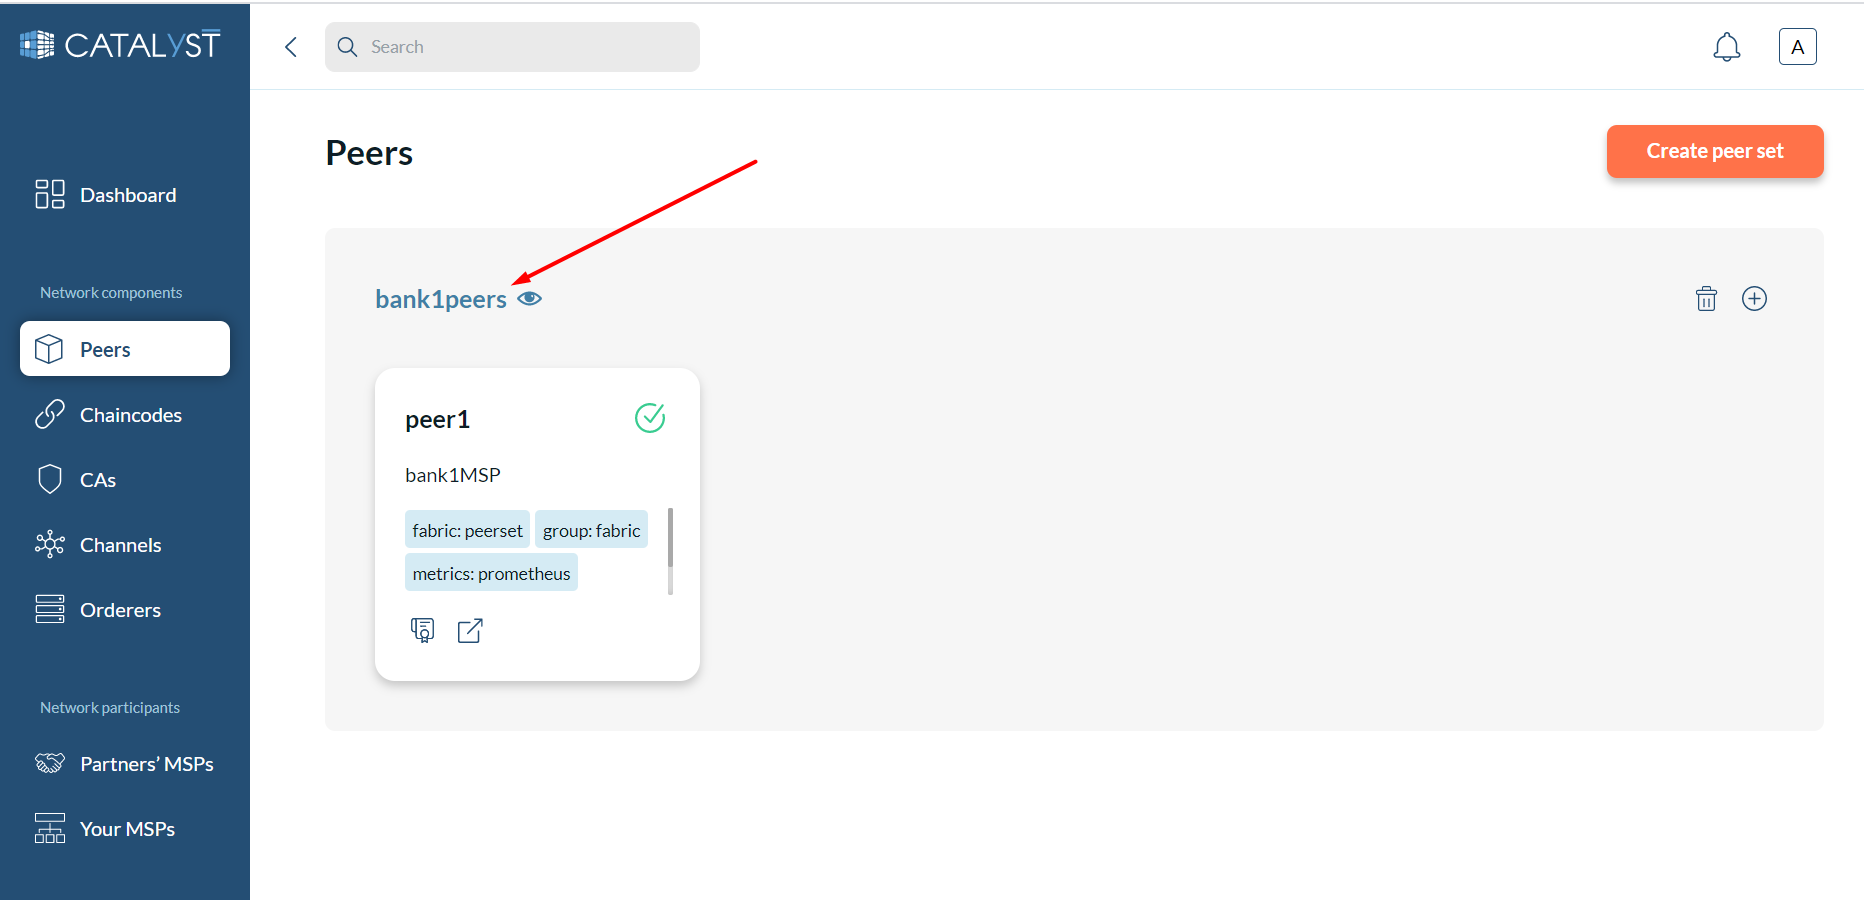 CATALYST
Search
A
Peers
Create peer set
Dashboard
Network components
Peers
Chaincodes
CAs
Channels
Orderers
Network participants
Partners’ MSPs
Your MSPs
bank1peers
peer1
bank1MSP
fabric: peerset group: fabric
metrics: prometheus